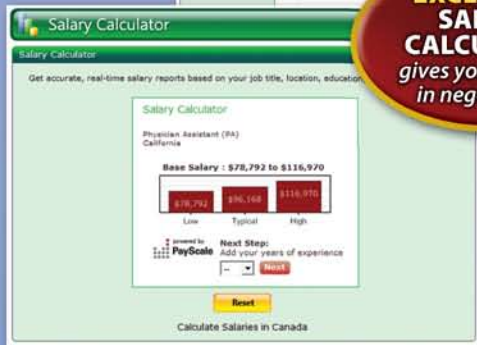 Salary Calculator
Salary Calculator
Get accurate, real-time salary reports based on your job title, location, education
SAL
CALCU
gives yo
in neg
Salary Calculator
Physician Assistant (PA)
California
Base Salary : $78,792 to $116,970
$78,792
$96,168
$116,970
Low
Typical
High
powered by
PayScale
Next Step:
Add your years of experience
--
Next
Reset
Calculate Salaries in Canada